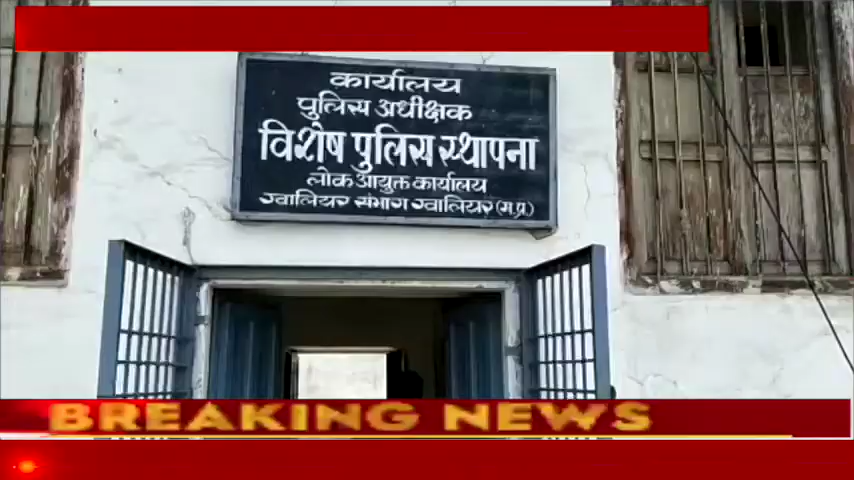 कार्यालय
पुलिस अधीक्षक
विशेष पुलिस स्थापना
लोक आयुक्त कार्यालय
ग्वालियर संभाग ग्वालियर (म.प्र.)
BREAKING NEWS